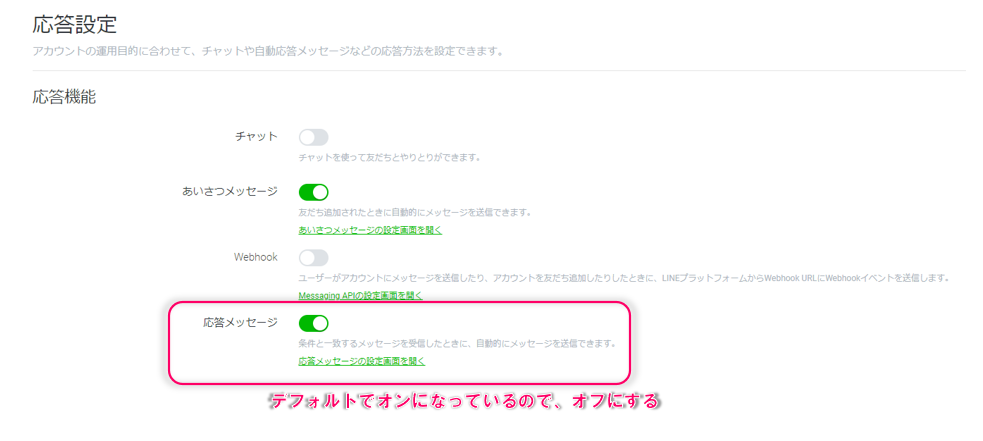 応答設定
アカウントの運用目的に合わせて、チャットや自動応答メッセージなどの応答方法を設定できます。
応答機能
チャット
チャットを使って友だちとやりとりができます。
あいさつメッセージ
友だち追加されたときに自動的にメッセージを送信できます。
あいさつメッセージの設定画面を開く
Webhook
ユーザーがアカウントにメッセージを送信したり、アカウントを友だち追加したりしたときに、LINEプラットフォームからWebhook URLにWebhookイベントを送信します。
Messaging APIの設定画面を開く
応答メッセージ
条件と一致するメッセージを受信したときに、自動的にメッセージを送信できます。
応答メッセージの設定画面を開く
デフォルトでオンになっているので、オフにする